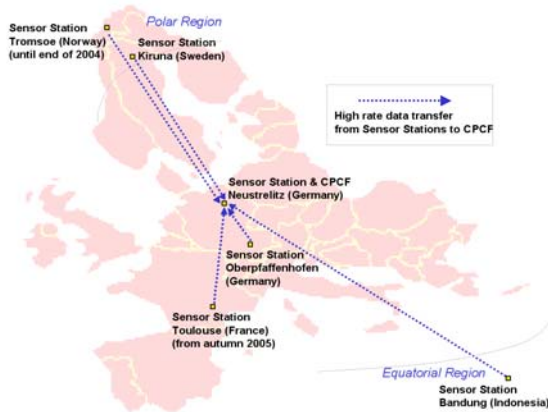 Polar Region
Sensor Station
Tromsoe (Norway)
(until end of 2004)
Sensor Station
Kiruna (Sweden)
High rate data transfer
from Sensor Stations to CPCF
Sensor Station & CPCF
Neustrelitz (Germany)
Sensor Station
Oberpfaffenhofen
(Germany)
Sensor Station
Toulouse (France)
(from autumn 2005)
Equatorial Region
Sensor Station
Bandung (Indonesia)